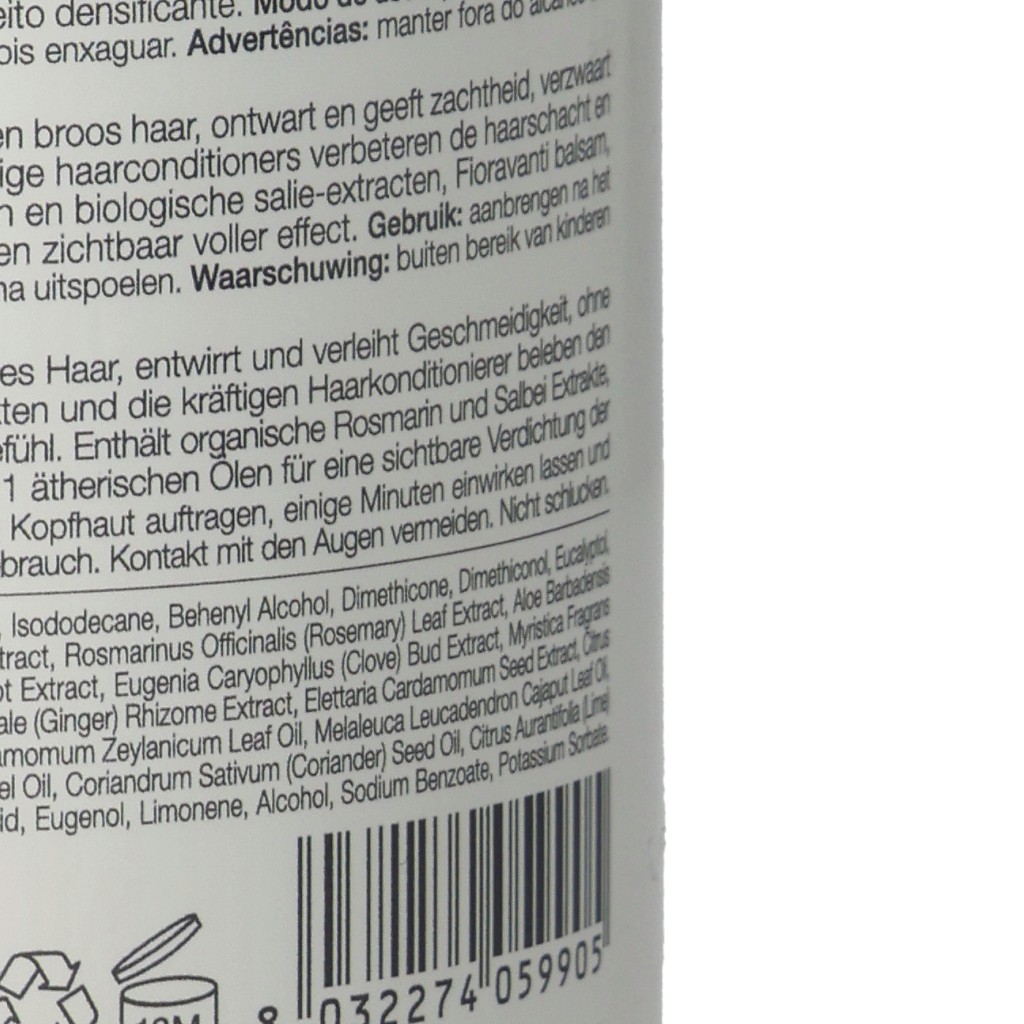 eito densificante. Modo de
ois enxaguar. Advertências: manter fora do alcance
en broos haar, ontwart en geeft zachtheid, verzwaart
ige haarconditioners verbeteren de haarschacht en
n en biologische salie-extracten, Fioravanti balsam,
en zichtbaar voller effect. Gebruik: aanbrengen na het
na uitspoelen. Waarschuwing: buiten bereik van kinderen
es Haar, entwirrt und verleiht Geschmeidigkeit, ohne
tten und die kräftigen Haarkonditionierer beleben den
efühl. Enthält organische Rosmarin und Salbei Extrakte,
1 ätherischen Ölen für eine sichtbare Verdichtung der
Kopfhaut auftragen, einige Minuten einwirken lassen und
brauch. Kontakt mit den Augen vermeiden. Nicht schlucken.
, Isododecane, Behenyl Alcohol, Dimethicone, Dimethiconol, Eucalyptol,
tract, Rosmarinus Officinalis (Rosemary) Leaf Extract, Aloe Barbadensis
ot Extract, Eugenia Caryophyllus (Clove) Bud Extract, Myristica Fragrans
ale (Ginger) Rhizome Extract, Elettaria Cardamomum Seed Extract, Citrus
amomum Zeylanicum Leaf Oil, Melaleuca Leucadendron Cajaput Leaf Oil,
el Oil, Coriandrum Sativum (Coriander) Seed Oil, Citrus Aurantifolia (Lime)
id, Eugenol, Limonene, Alcohol, Sodium Benzoate, Potassium Sorbate.
12M
8 032274 059905